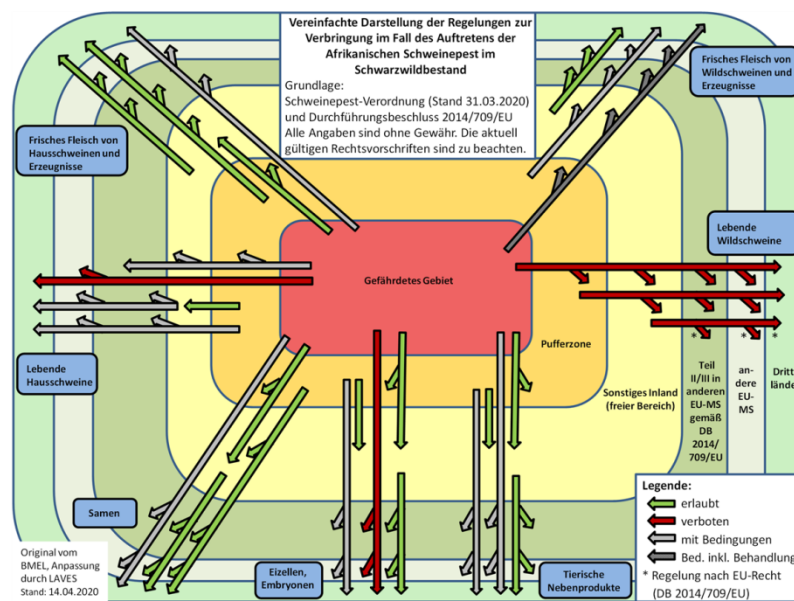 Vereinfachte Darstellung der Regelungen zur
Verbringung im Fall des Auftretens der
Afrikanischen Schweinepest im
Schwarzwildbestand
Grundlage:
Schweinepest-Verordnung (Stand 31.03.2020)
und Durchführungsbeschluss 2014/709/EU
Alle Angaben sind ohne Gewähr. Die aktuell
gültigen Rechtsvorschriften sind zu beachten.
Frisches Fleisch von
Wildschweinen und
Erzeugnisse
Frisches Fleisch von
Hausschweinen und
Erzeugnisse
Lebende
Wildschweine
Gefährdetes Gebiet
Pufferzone
Lebende
Hausschweine
Sonstiges Inland
(freier Bereich)
*
Teil
II/III in
anderen
EU-MS
gemäß
DB
2014/
709/EU
*
an-
dere
EU-
MS
*
Dritt
lände
Samen
Eizellen,
Embryonen
Tierische
Nebenprodukte
Original vom
BMEL, Anpassung
durch LAVES
Stand: 14.04.2020
Legende:
erlaubt
verboten
mit Bedingungen
Bed. inkl. Behandlung
* Regelung nach EU-Recht
(DB 2014/709/EU)